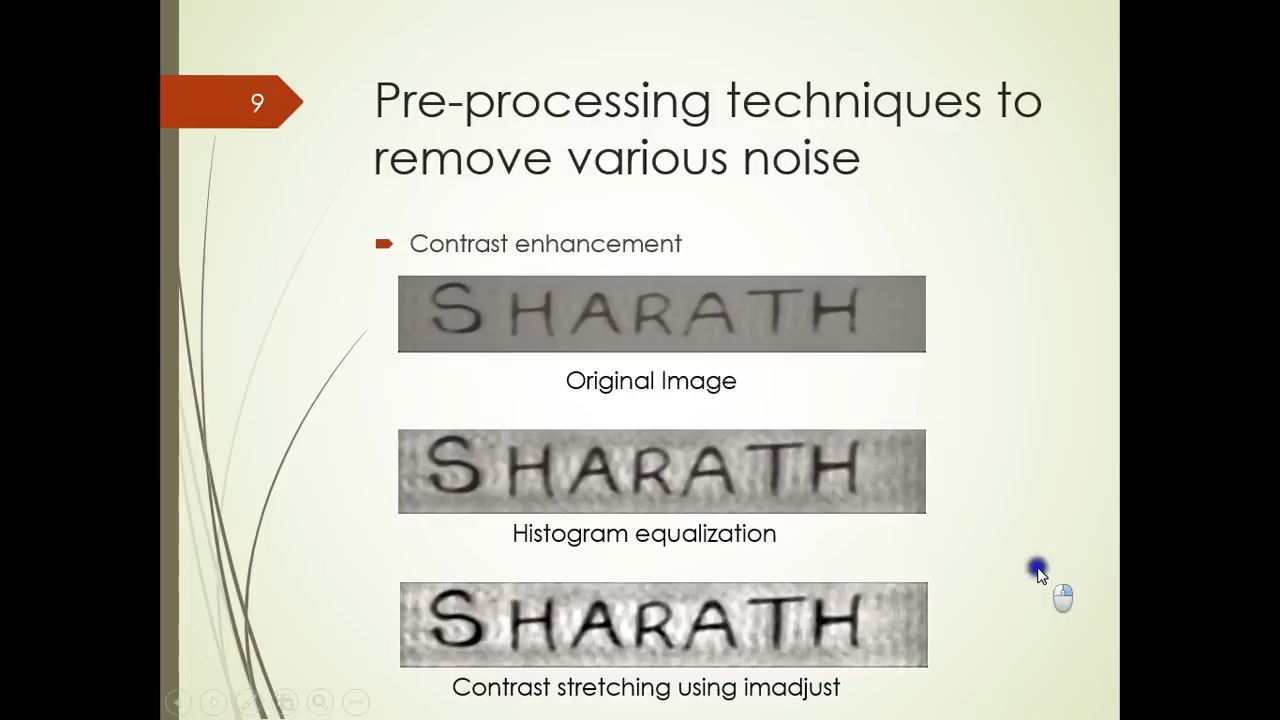 9
Pre-processing techniques to
remove various noise
Contrast enhancement
SHARATH
Original Image
SHARATH
Histogram equalization
SHARATH
Contrast stretching using imadjust